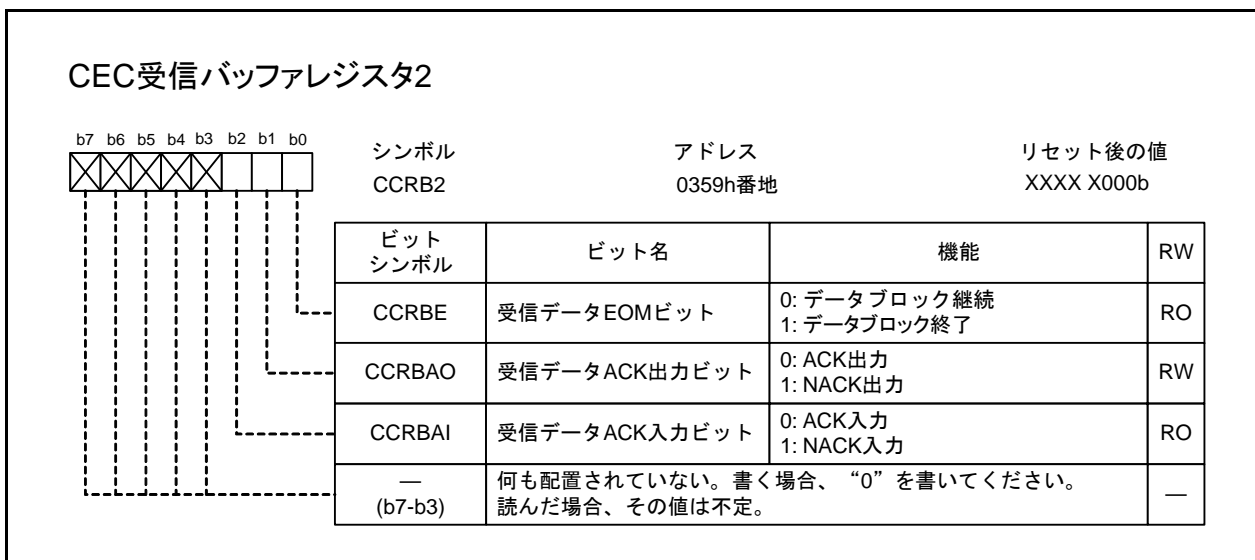 CEC受信バッファレジスタ2
b7 b6 b5 b4 b3 b2 b1 b0
シンボル アドレス リセット後の値
CCRB2 0359h番地 XXXX X000b
ビット
シンボル ビット名 機能 RW
CCRBE 受信データEOMビット 0: データブロック継続
1: データブロック終了 RO
CCRBAO 受信データACK出力ビット 0: ACK出力
1: NACK出力 RW
CCRBAI 受信データACK入力ビット 0: ACK入力
1: NACK入力 RO
—
(b7-b3) 何も配置されていない。書く場合、“0”を書いてください。
読んだ場合、その値は不定。 —